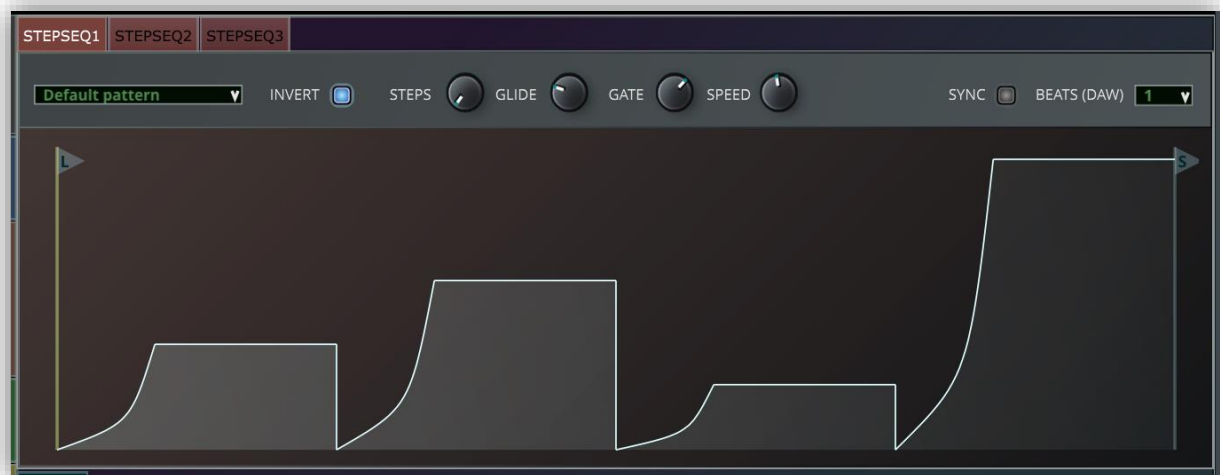 STEPSEQ1 STEPSEQ2 STEPSEQ3
Default pattern INVERT STEPS GLIDE GATE SPEED SYNC BEATS (DAW) 1
L S